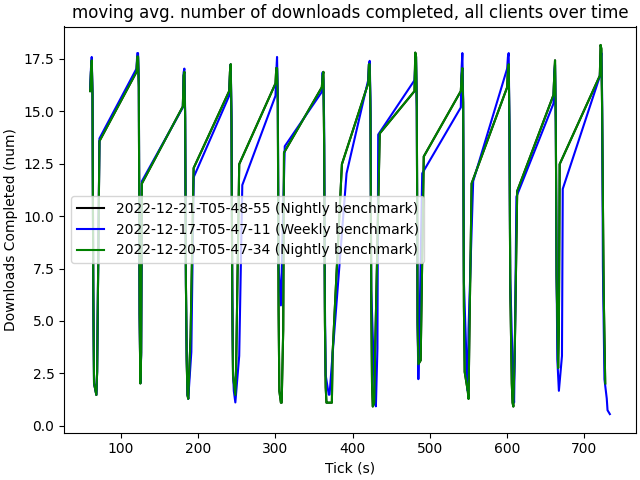 moving avg. number of downloads completed, all clients over time
Downloads Completed (num)
17.5
15.0
12.5
10.0
7.5
5.0
2.5
0.0
2022-12-21-T05-48-55 (Nightly benchmark)
2022-12-17-T05-47-11 (Weekly benchmark)
2022-12-20-T05-47-34 (Nightly benchmark)
100 200 300 400 500 600 700
Tick (s)